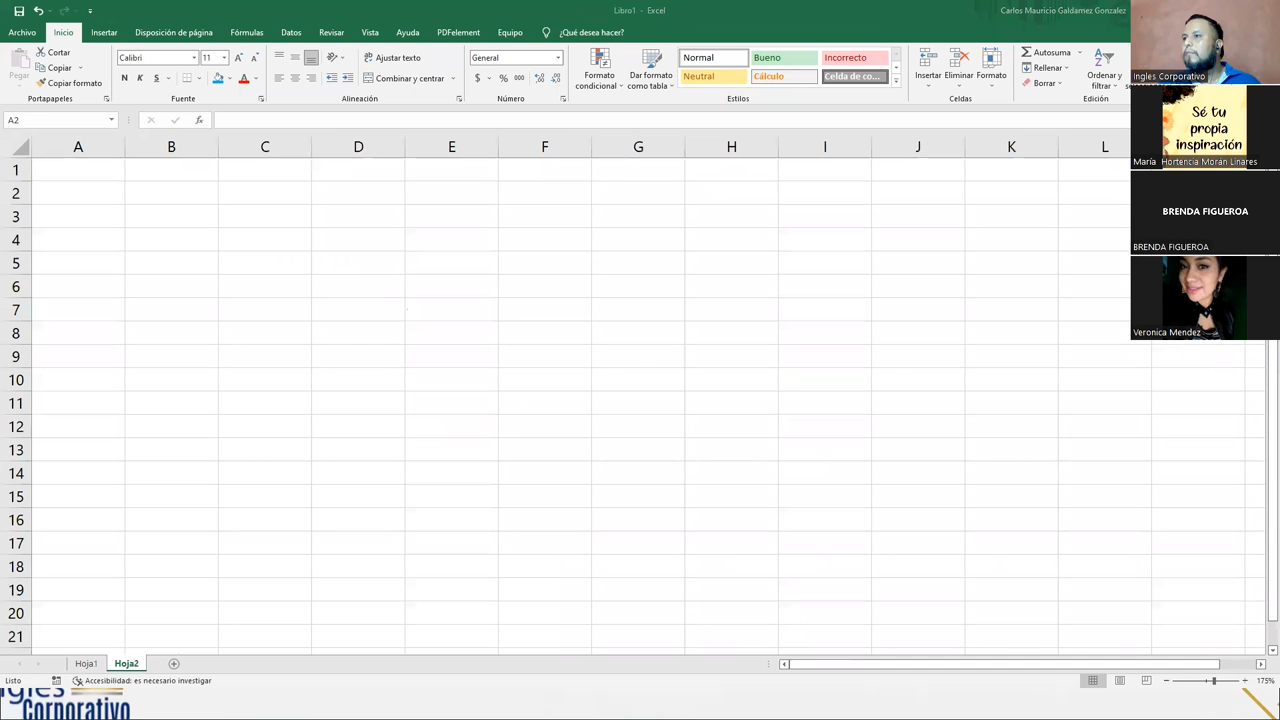 Libro1 - Excel
Carlos Mauricio Galdamez Gonzalez
Archivo
Inicio
Insertar
Disposición de página
Fórmulas
Datos
Revisar
Vista
Ayuda
PDFelement
Equipo
¿Qué desea hacer?
Pegar
Cortar
Copiar
Copiar formato
Portapapeles
Calibri
11
N
K
S
Fuente
Ajustar texto
Combinar y centrar
Alineación
General
$
%
000
Número
Formato
condicional
Dar formato
como tabla
Normal
Bueno
Incorrecto
Neutral
Cálculo
Celda de co...
Estilos
Insertar
Eliminar
Formato
Celdas
Autosuma
Rellenar
Borrar
Ordenar y
filtrar
Edición
A2
fx
A B C D E F G H I J K L
1
2
3
4
5
6
7
8
9
10
11
12
13
14
15
16
17
18
19
20
21
Ingles Corporativo
Sé tu
propia
inspiración
María Hortencia Morán Linares
BRENDA FIGUEROA
BRENDA FIGUEROA
Veronica Mendez
Hoja1
Hoja2
Listo
Accesibilidad: es necesario investigar
175%
Ingles
Corporativo